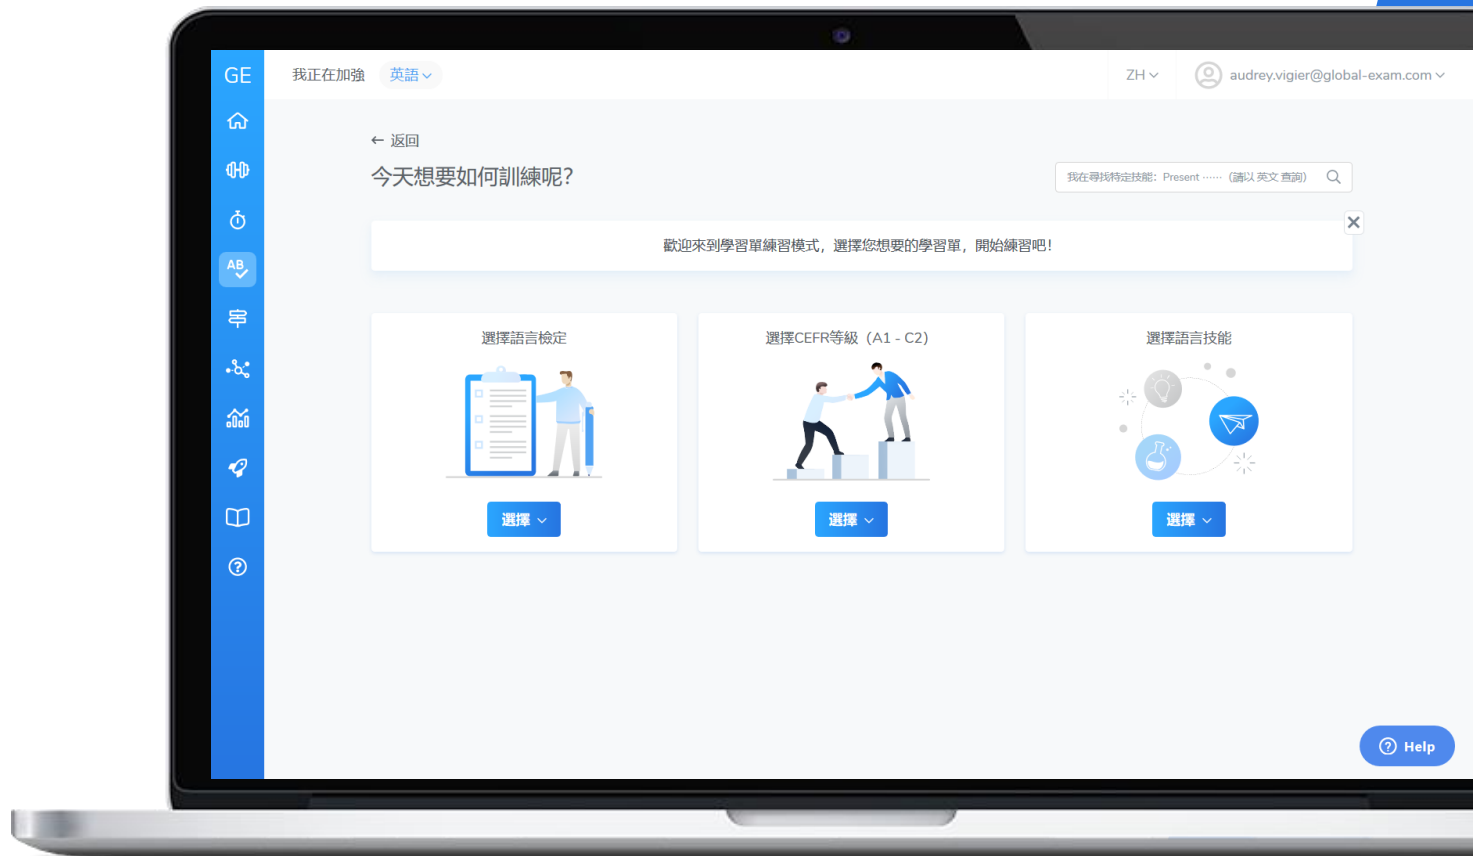 GE
我正在加強 英語
ZH
audrey.vigier@global-exam.com
← 返回
今天想要如何訓練呢?
我在尋找特定技能：Present ⋯⋯（請以 英文 查詢）
歡迎來到學習單練習模式，選擇您想要的學習單，開始練習吧！
選擇語言檢定
選擇CEFR等級（A1 - C2）
選擇語言技能
選擇
選擇
選擇
AB
Help